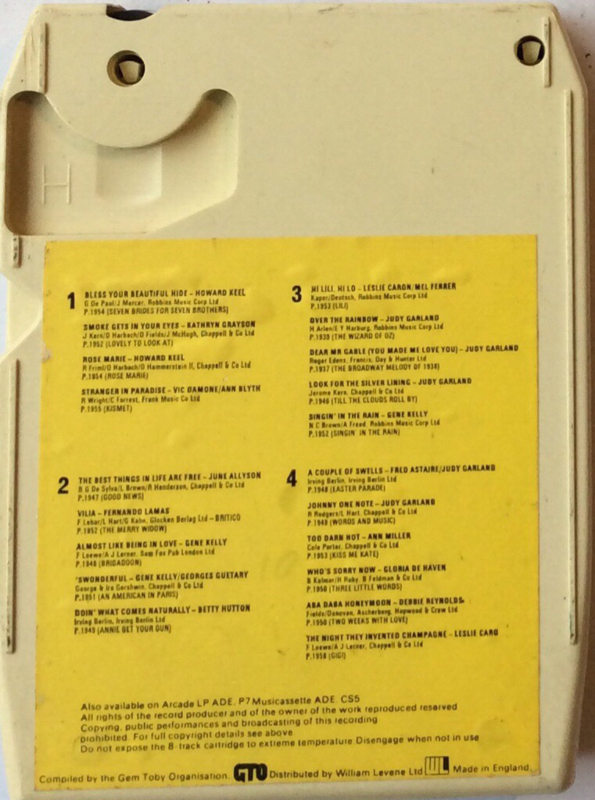 H
1 BLESS YOUR BEAUTIFUL HIDE – HOWARD KEEL
G De Paul/J Mercer, Robbins Music Corp Ltd
P.1954 (SEVEN BRIDES FOR SEVEN BROTHERS)
SMOKE GETS IN YOUR EYES – KATHRYN GRAYSON
J Kern/O Harbach/D Fields/J McHugh, Chappell & Co Ltd
P.1952 (LOVELY TO LOOK AT)
ROSE MARIE – HOWARD KEEL
R Friml/O Harbach/O Hammerstein II, Chappell & Co Ltd
P.1954 (ROSE MARIE)
STRANGER IN PARADISE – VIC DAMONE/ANN BLYTH
R Wright/C Forrest, Frank Music Co Ltd
P.1955 (KISMET)
2 THE BEST THINGS IN LIFE ARE FREE – JUNE ALLYSON
B G De Sylva/L Brown/R Henderson, Chappell & Co Ltd
P.1947 (GOOD NEWS)
VILIA – FERNANDO LAMAS
F Lehar/L Hart/G Kahn, Glocken Berlag Ltd – BRITICO
P.1952 (THE MERRY WIDOW)
ALMOST LIKE BEING IN LOVE – GENE KELLY
F Loewe/A J Lerner, Sam Fox Pub London Ltd
P.1948 (BRIGADOON)
'SWONDERFUL – GENE KELLY/GEORGES GUETARY
George & Ira Gershwin, Chappell & Co Ltd
P.1951 (AN AMERICAN IN PARIS)
DOIN' WHAT COMES NATURALLY – BETTY HUTTON
Irving Berlin, Irving Berlin Ltd
P.1949 (ANNIE GET YOUR GUN)
3 HI LILI, HI LO – LESLIE CARON/MEL FERRER
Kaper/Deutsch, Robbins Music Corp Ltd
P.1953 (LILI)
OVER THE RAINBOW – JUDY GARLAND
H Arlen/E Y Harburg, Robbins Music Corp Ltd
P.1939 (THE WIZARD OF OZ)
DEAR MR GABLE (YOU MADE ME LOVE YOU) – JUDY GARLAND
Roger Edens, Francis, Day & Hunter Ltd
P.1937 (THE BROADWAY MELODY OF 1938)
LOOK FOR THE SILVER LINING – JUDY GARLAND
Jerome Kern, Chappell & Co Ltd
P.1946 (TILL THE CLOUDS ROLL BY)
SINGIN' IN THE RAIN – GENE KELLY
N C Brown/A Freed, Robbins Music Corp Ltd
P.1952 (SINGIN' IN THE RAIN)
4 A COUPLE OF SWELLS – FRED ASTAIRE/JUDY GARLAND
Irving Berlin, Irving Berlin Ltd
P.1948 (EASTER PARADE)
JOHNNY ONE NOTE – JUDY GARLAND
R Rodgers/L Hart, Chappell & Co Ltd
P.1949 (WORDS AND MUSIC)
TOO DARN HOT – ANN MILLER
Cole Porter, Chappell & Co Ltd
P.1953 (KISS ME KATE)
WHO'S SORRY NOW – GLORIA DE HAVEN
B Kalmar/H Ruby, B Feldman & Co Ltd
P.1950 (THREE LITTLE WORDS)
ABA DABA HONEYMOON – DEBBIE REYNOLDS
Fields/Donovan, Ascherberg, Hopwood & Crew Ltd
P.1950 (TWO WEEKS WITH LOVE)
THE NIGHT THEY INVENTED CHAMPAGNE – LESLIE CARO
F Loewe/A J Lerner, Chappell & Co Ltd
P.1958 (GIGI)
Also available on Arcade LP ADE. P7 Musicassette ADE. CS5
All rights of the record producer and of the owner of the work reproduced reserved
Copying, public performances and broadcasting of this recording
prohibited. For full copyright details see above
Do not expose the 8-track cartridge to extreme temperature Disengage when not in use
Compiled by the Gem Toby Organisation. GTO Distributed by William Levene Ltd WL Made in England.